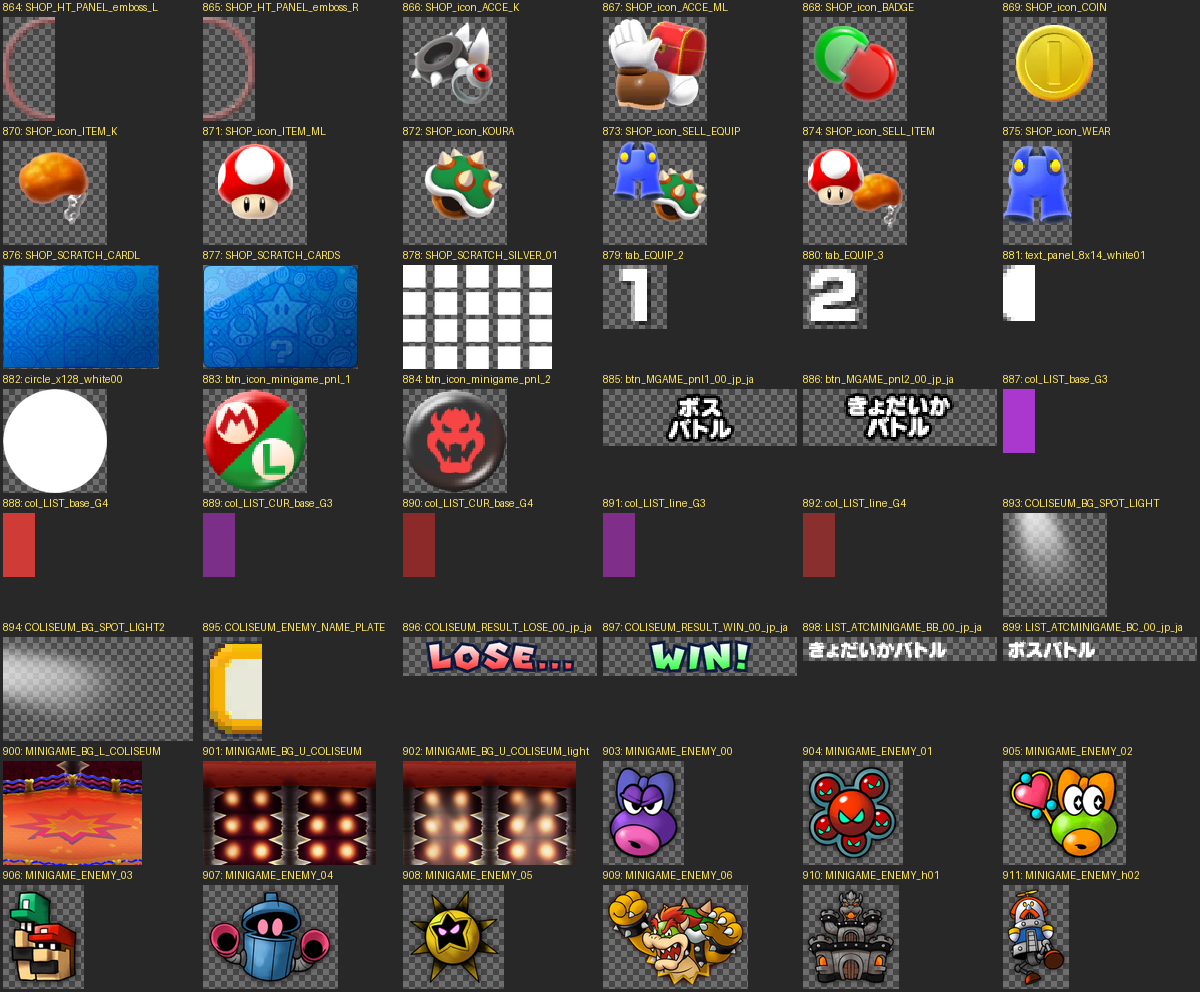 864: SHOP_HT_PANEL_emboss_L
865: SHOP_HT_PANEL_emboss_R
866: SHOP_icon_ACCE_K
867: SHOP_icon_ACCE_ML
868: SHOP_icon_BADGE
869: SHOP_icon_COIN
870: SHOP_icon_ITEM_K
871: SHOP_icon_ITEM_ML
872: SHOP_icon_KOURA
873: SHOP_icon_SELL_EQUIP
874: SHOP_icon_SELL_ITEM
875: SHOP_icon_WEAR
876: SHOP_SCRATCH_CARDL
877: SHOP_SCRATCH_CARDS
878: SHOP_SCRATCH_SILVER_01
879: tab_EQUIP_2
880: tab_EQUIP_3
881: text_panel_8x14_white01
?
1
2
882: circle_x128_white00
883: btn_icon_minigame_pnl_1
884: btn_icon_minigame_pnl_2
885: btn_MGAME_pnl1_00_jp_ja
886: btn_MGAME_pnl2_00_jp_ja
887: col_LIST_base_G3
M
L
ボス
バトル
きょだいか
バトル
888: col_LIST_base_G4
889: col_LIST_CUR_base_G3
890: col_LIST_CUR_base_G4
891: col_LIST_line_G3
892: col_LIST_line_G4
893: COLISEUM_BG_SPOT_LIGHT
894: COLISEUM_BG_SPOT_LIGHT2
895: COLISEUM_ENEMY_NAME_PLATE
896: COLISEUM_RESULT_LOSE_00_jp_ja
897: COLISEUM_RESULT_WIN_00_jp_ja
898: LIST_ATCMINIGAME_BB_00_jp_ja
899: LIST_ATCMINIGAME_BC_00_jp_ja
LOSE...
WIN!
きょだいかバトル
ボスバトル
900: MINIGAME_BG_L_COLISEUM
901: MINIGAME_BG_U_COLISEUM
902: MINIGAME_BG_U_COLISEUM_light
903: MINIGAME_ENEMY_00
904: MINIGAME_ENEMY_01
905: MINIGAME_ENEMY_02
906: MINIGAME_ENEMY_03
907: MINIGAME_ENEMY_04
908: MINIGAME_ENEMY_05
909: MINIGAME_ENEMY_06
910: MINIGAME_ENEMY_h01
911: MINIGAME_ENEMY_h02